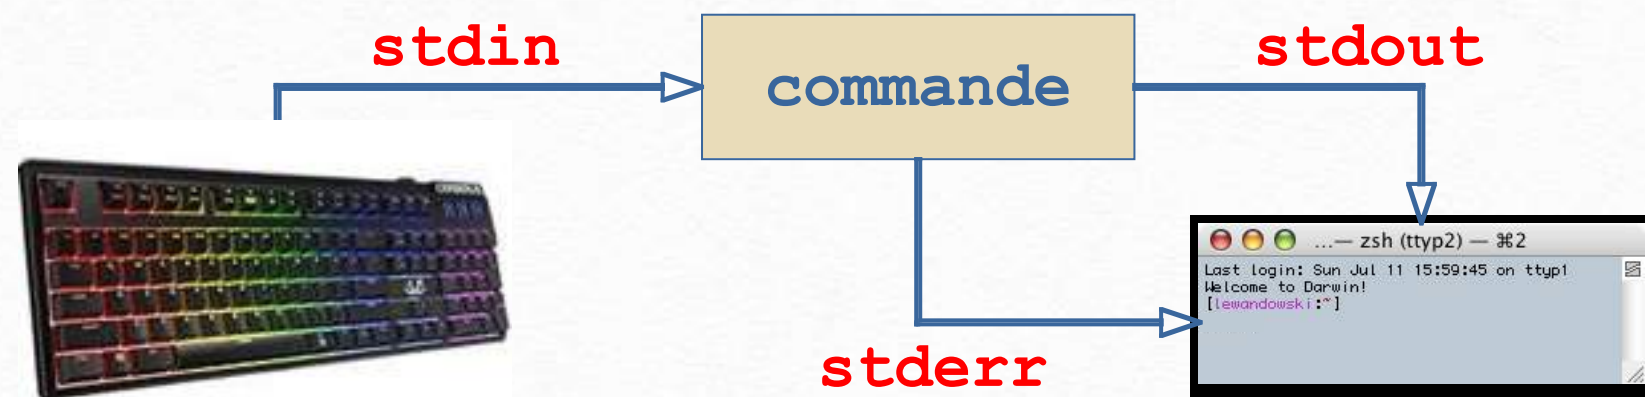 stdin
commande
stdout
...— zsh (ttyp2) — ⌘2
Last login: Sun Jul 11 15:59:45 on ttyp1
Welcome to Darwin!
[lewandowski:~]
stderr